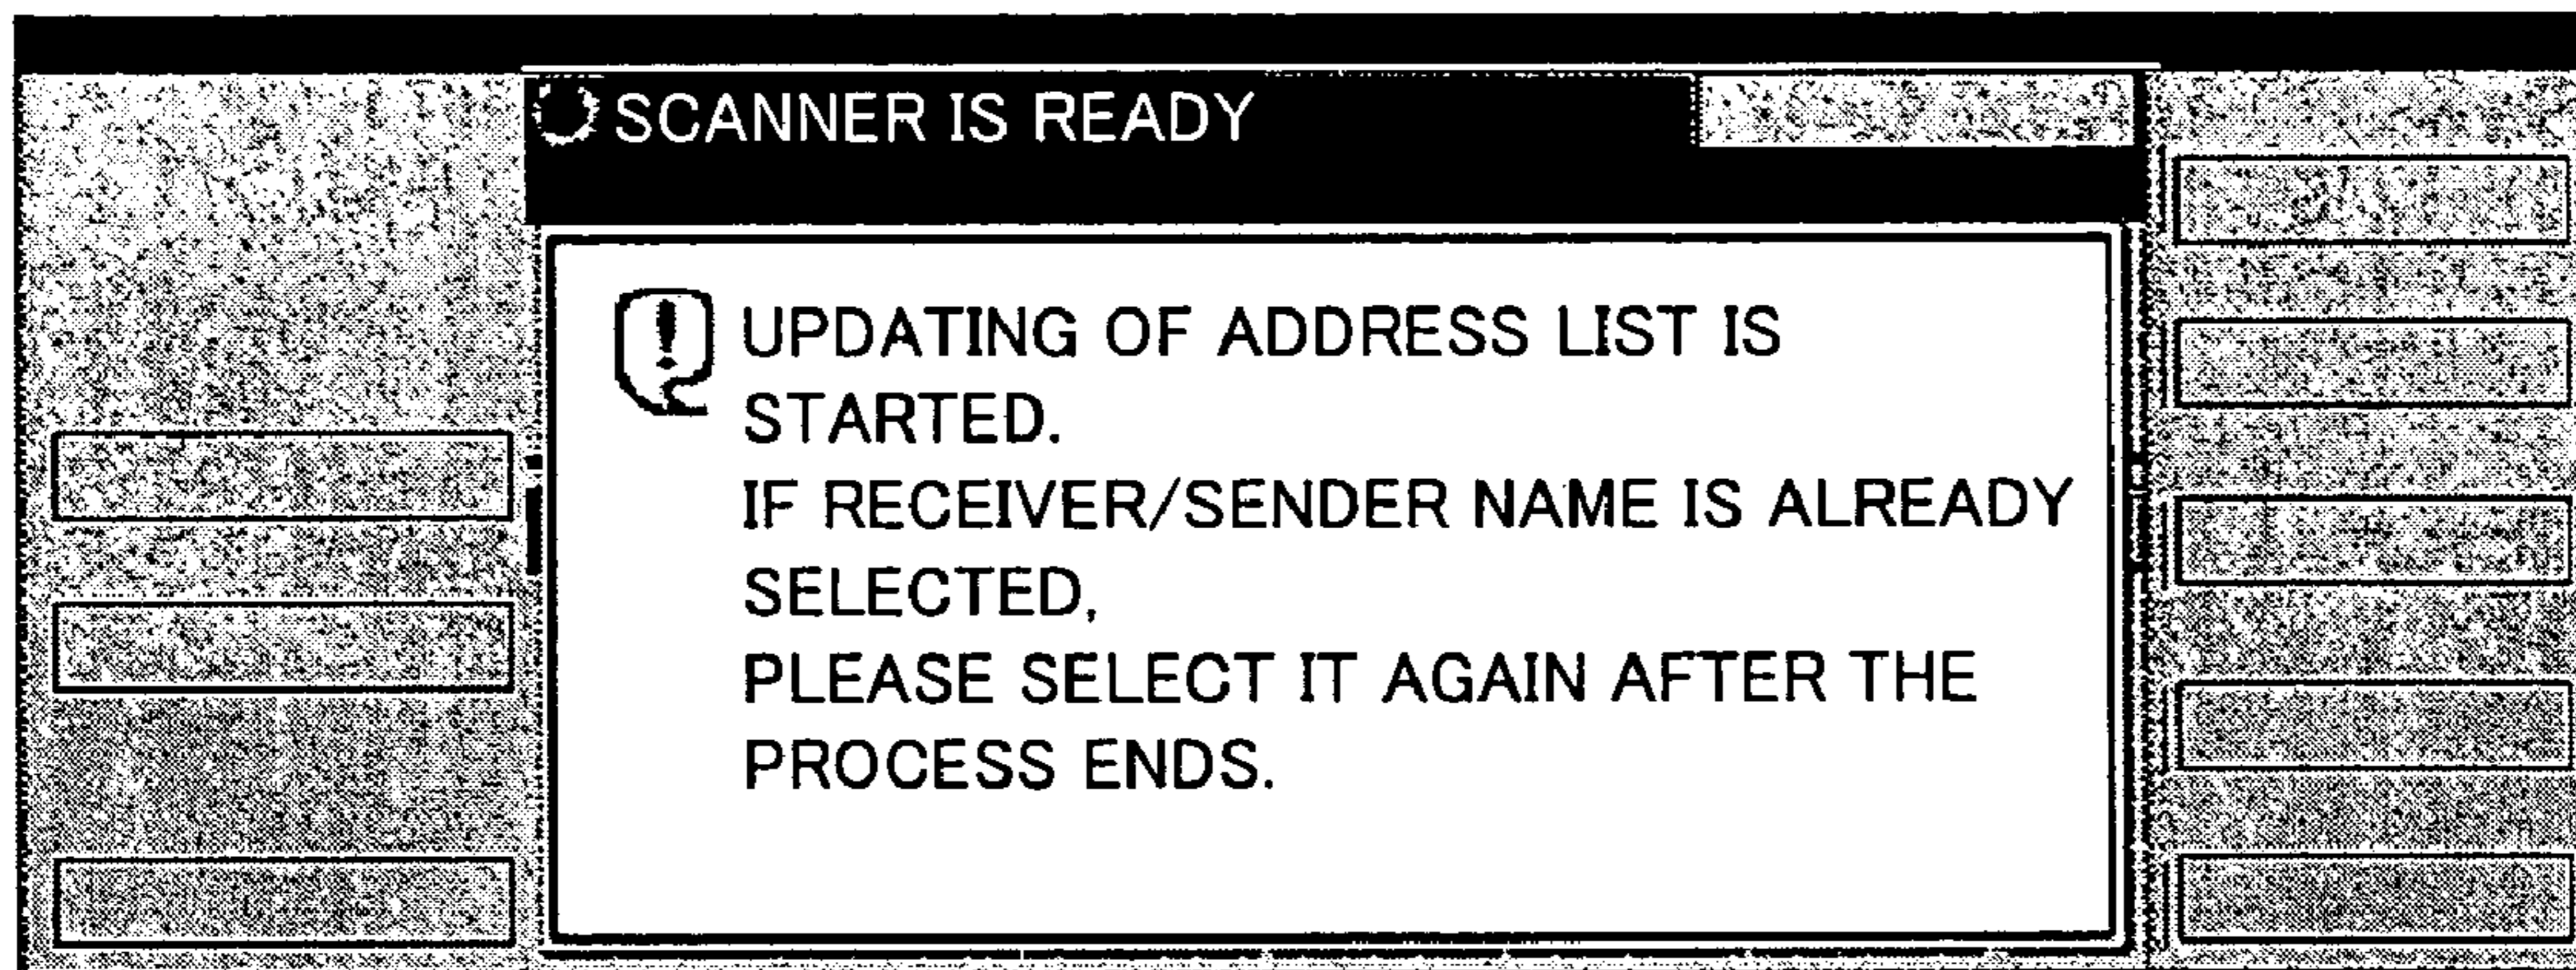 SCANNER IS READY
UPDATING OF ADDRESS LIST IS
STARTED.
IF RECEIVER/SENDER NAME IS ALREADY
SELECTED,
PLEASE SELECT IT AGAIN AFTER THE
PROCESS ENDS.